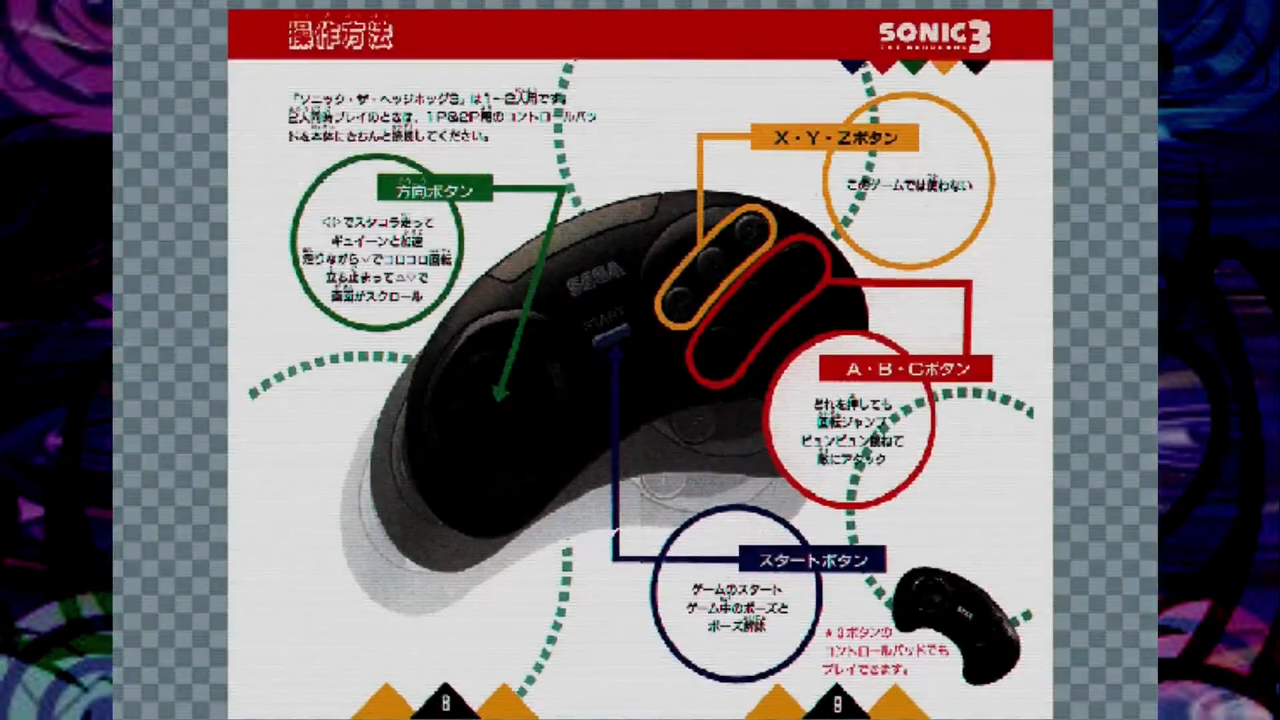 操作方法
SONIC3
THE HEDGEHOG
「ソニック・ザ・ヘッジホッグ3」は1〜2人用です。
2人同時プレイのときは、1P&2P用のコントロールパッ
ドを本体にきちんと接続してください。
方向ボタン
◁▷でスタコラ走って
ギュイーンと加速
走りながら▽でコロコロ回転
立ち止まって△▽で
画面がスクロール
X・Y・Zボタン
このゲームでは使わない
SEGA
START
A・B・Cボタン
どれを押しても
回転ジャンプ
ピョンピョン跳ねて
敵にアタック
スタートボタン
ゲームのスタート
ゲーム中のポーズと
ポーズ解除
＊3ボタンの
コントロールパッドでも
プレイできます。
8
9